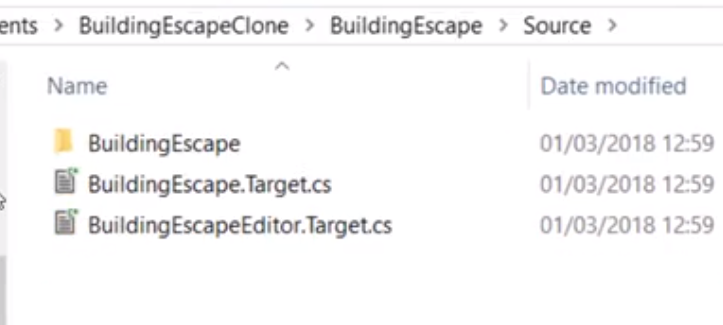 ents > BuildingEscapeClone > BuildingEscape > Source >
Name Date modified
BuildingEscape 01/03/2018 12:59
BuildingEscape.Target.cs 01/03/2018 12:59
BuildingEscapeEditor.Target.cs 01/03/2018 12:59